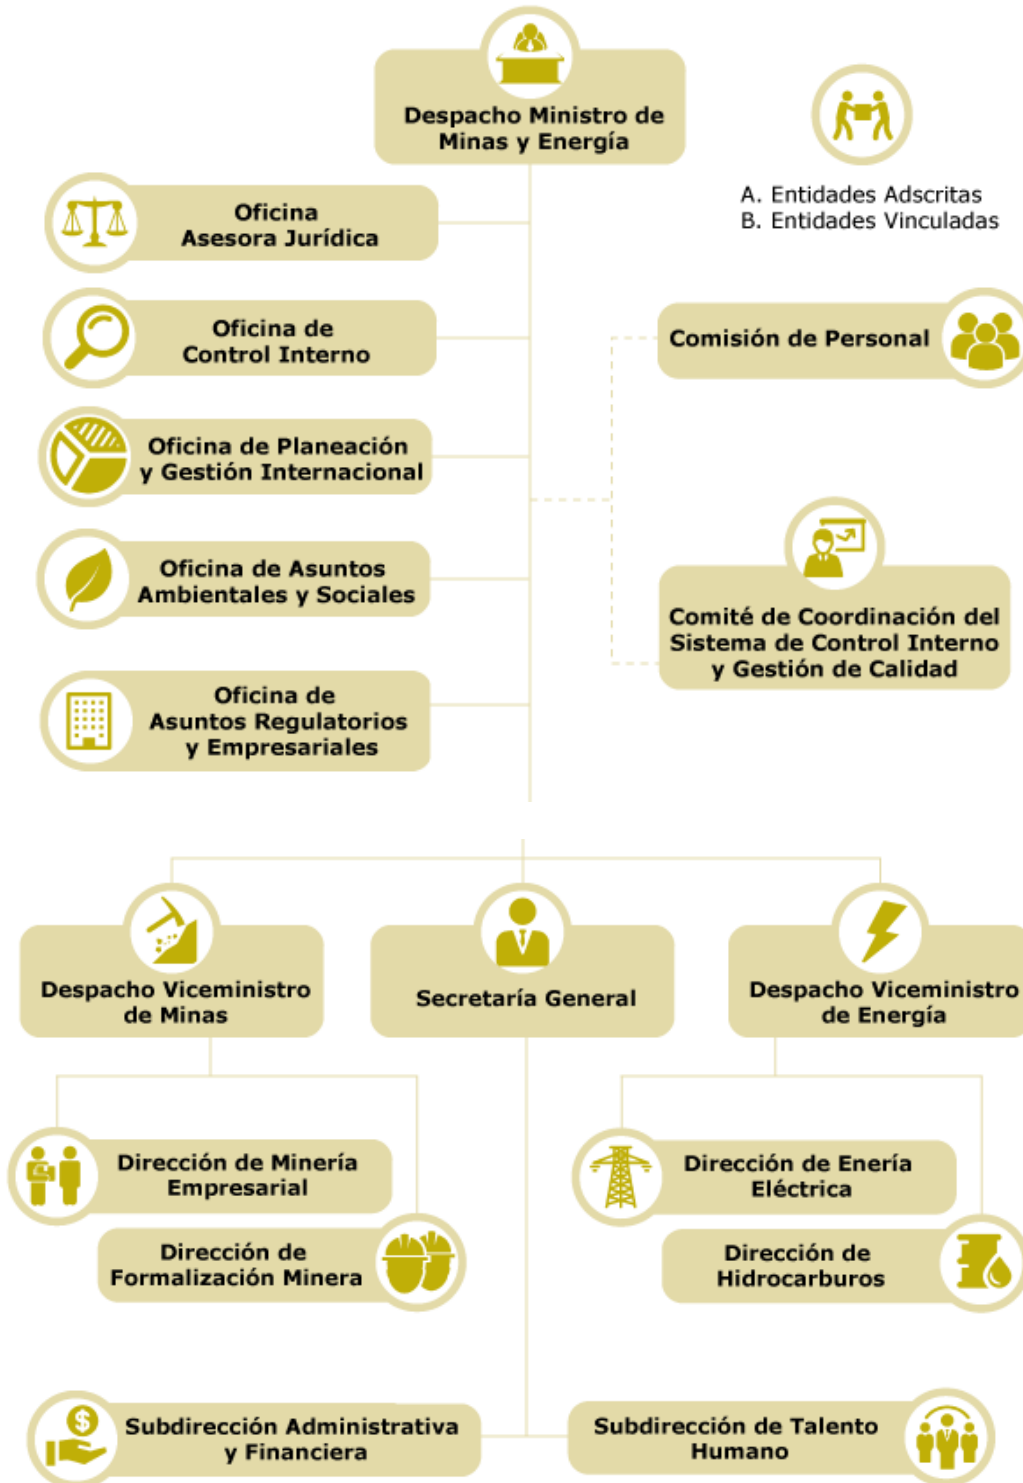 Despacho Ministro de
Minas y Energía
A. Entidades Adscritas
B. Entidades Vinculadas
Oficina
Asesora Jurídica
Oficina de
Control Interno
Comisión de Personal
Oficina de Planeación
y Gestión Internacional
Oficina de Asuntos
Ambientales y Sociales
Comité de Coordinación del
Sistema de Control Interno
y Gestión de Calidad
Oficina de
Asuntos Regulatorios
y Empresariales
Despacho Viceministro
de Minas
Secretaría General
Despacho Viceministro
de Energía
Dirección de Minería
Empresarial
Dirección de Enería
Eléctrica
Dirección de
Formalización Minera
Dirección de
Hidrocarburos
Subdirección Administrativa
y Financiera
Subdirección de Talento
Humano